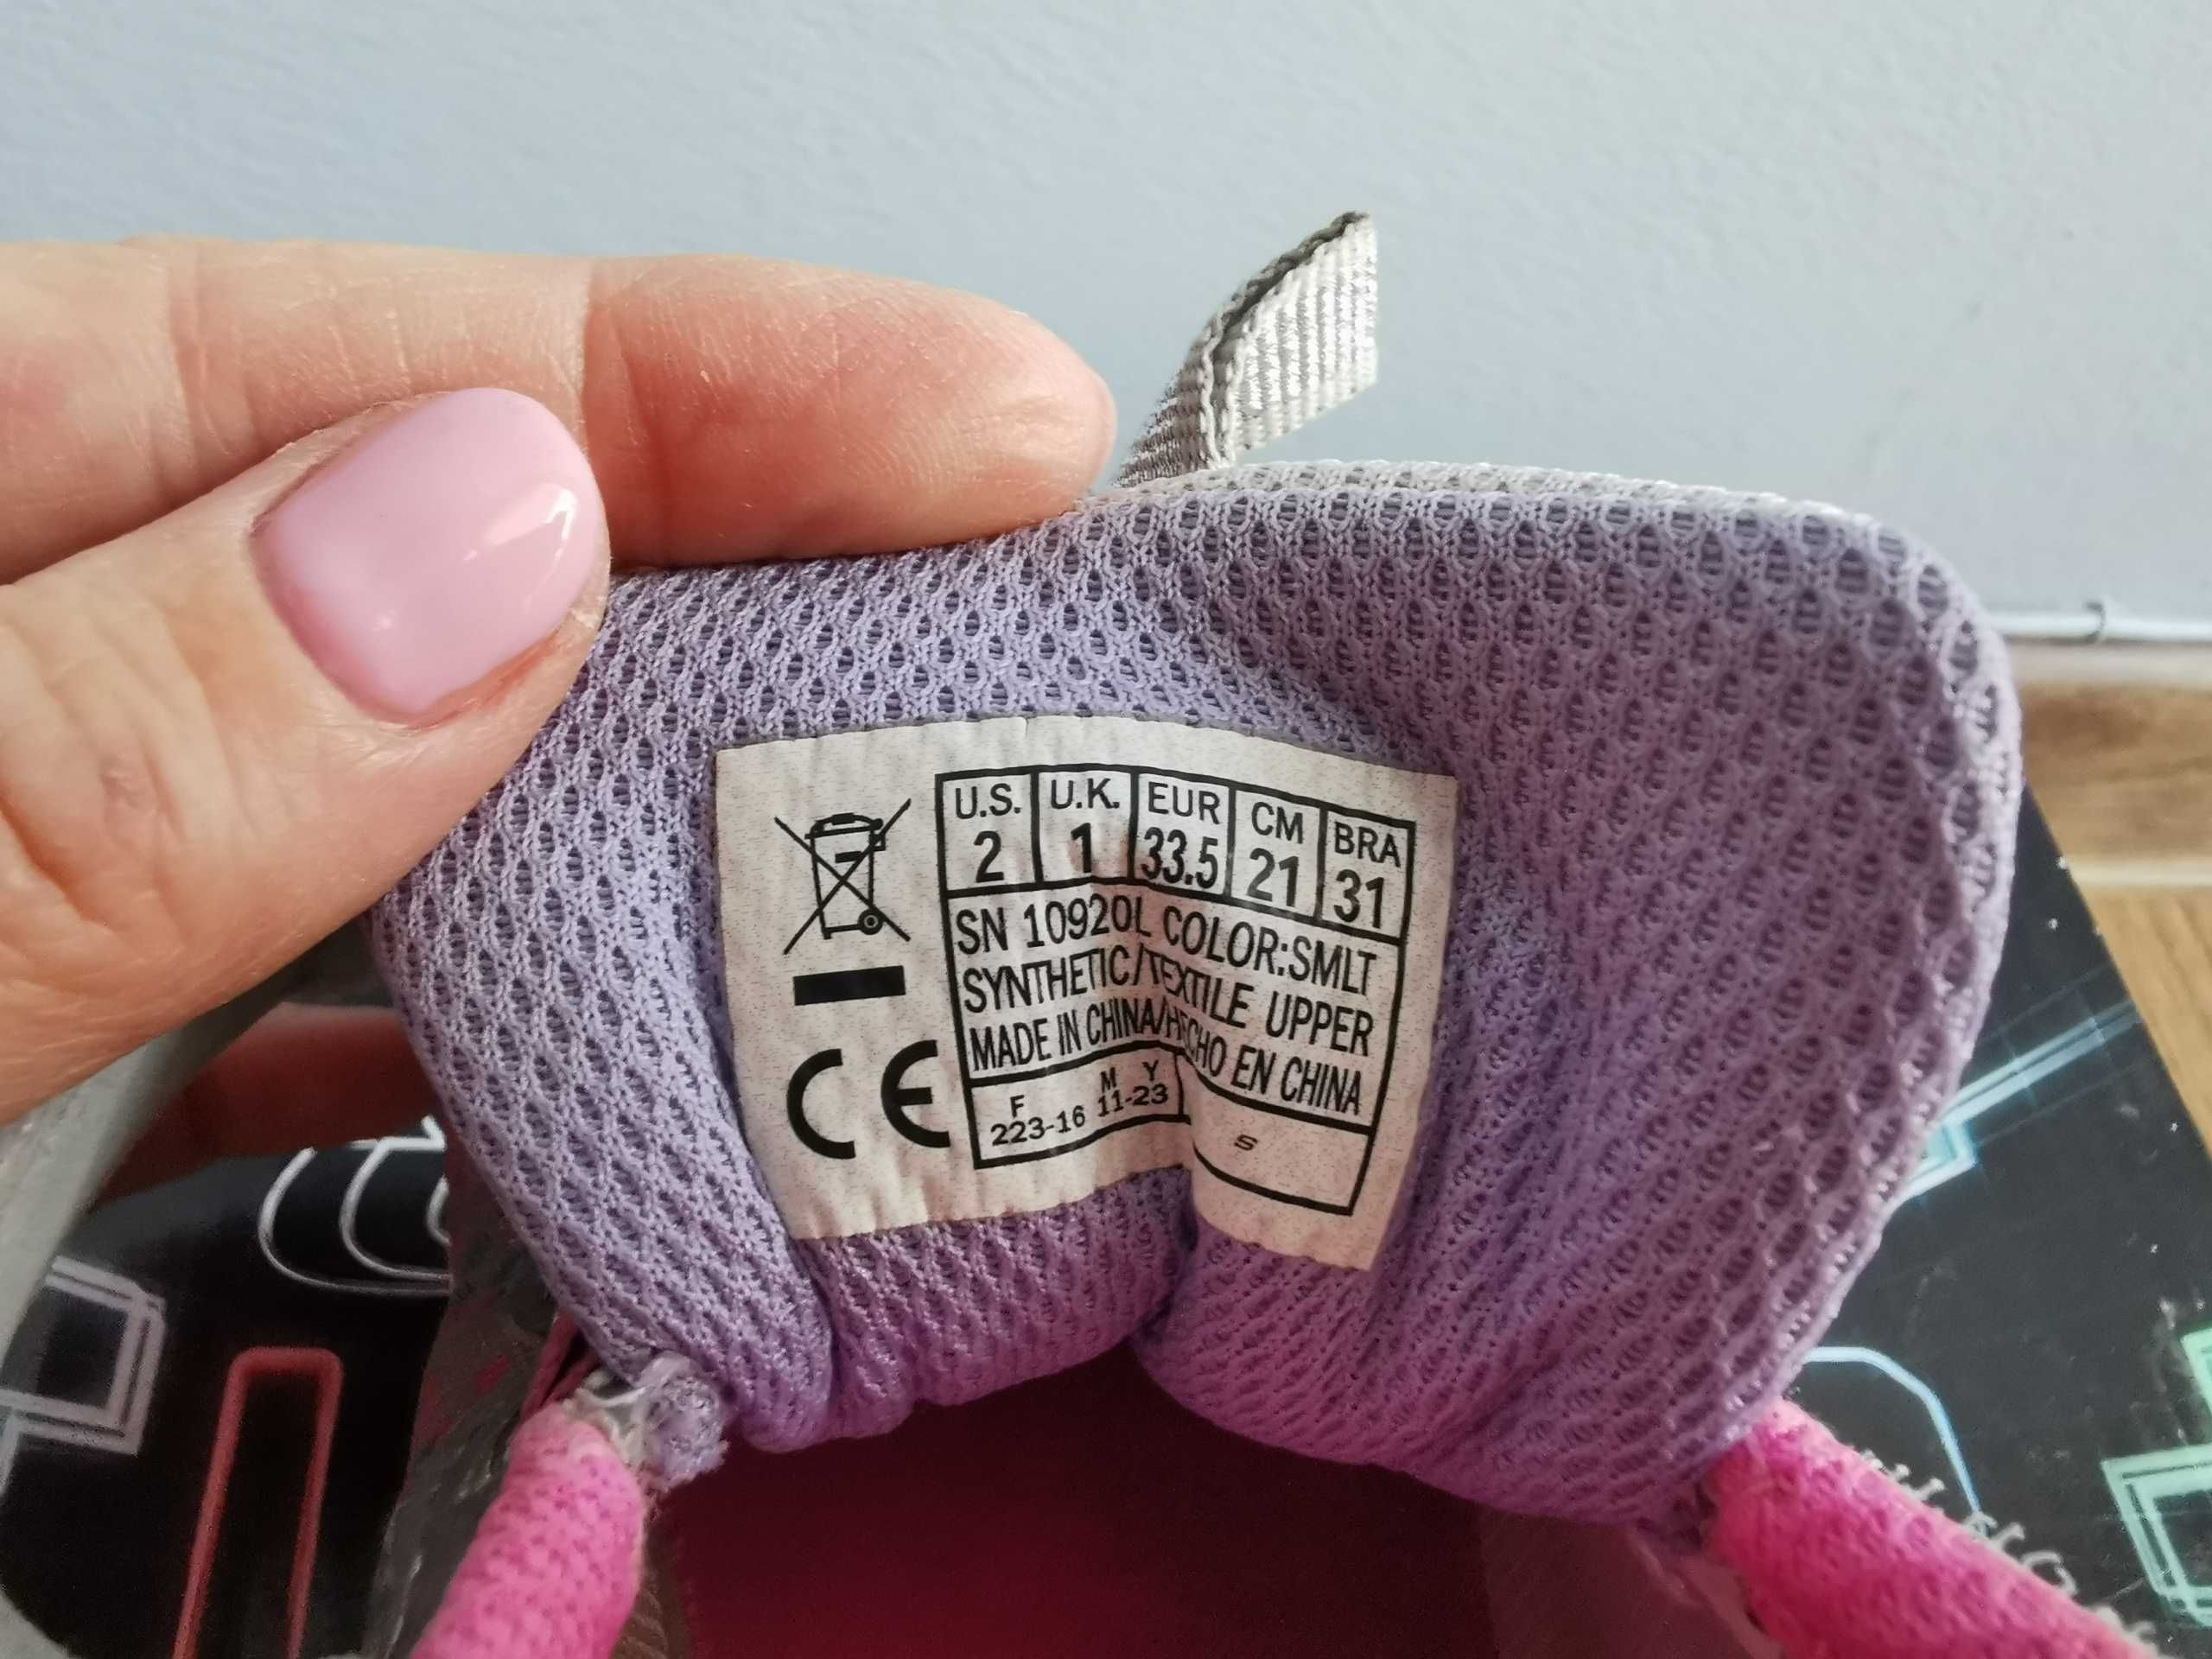 U.S. U.K. EUR CM BRA
2 1 33.5 21 31
SN 10920L COLOR:SMLT
SYNTHETIC/TEXTILE UPPER
MADE IN CHINA/HECHO EN CHINA
F M Y
223-16 11-23
S
CE